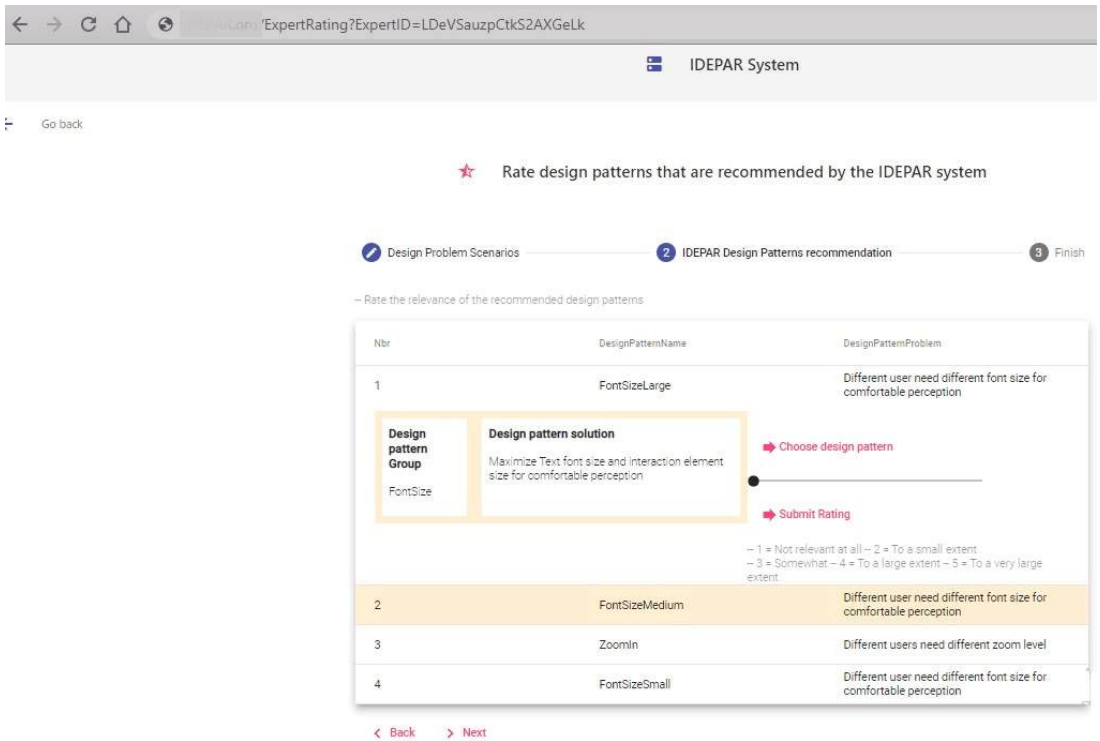 /ExpertRating?ExpertID=LDeVSauzpCtkS2AXGeLk
IDEPAR System
Go back
Rate design patterns that are recommended by the IDEPAR system
Design Problem Scenarios
2 IDEPAR Design Patterns recommendation
3 Finish
-- Rate the relevance of the recommended design patterns
Nbr DesignPatternName DesignPatternProblem
1 FontSizeLarge Different user need different font size for
comfortable perception
Design
pattern
Group
FontSize
Design pattern solution
Maximize Text font size and interaction element
size for comfortable perception
Choose design pattern
Submit Rating
-- 1 = Not relevant at all -- 2 = To a small extent
-- 3 = Somewhat -- 4 = To a large extent -- 5 = To a very large
extent
2 FontSizeMedium Different user need different font size for
comfortable perception
3 ZoomIn Different users need different zoom level
4 FontSizeSmall Different user need different font size for
comfortable perception
Back Next